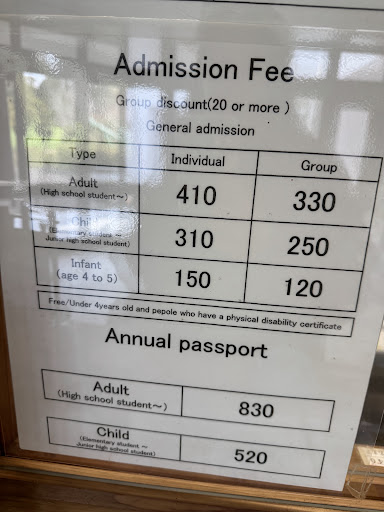 Admission Fee
Group discount(20 or more )
General admission
Type Individual Group
Adult
(High school student～) 410 330
Child
(Elementary student ～
Junior high school student) 310 250
Infant
(age 4 to 5) 150 120
Free/Under 4years old and pepole who have a physical disability certificate
Annual passport
Adult
(High school student～) 830
Child
(Elementary student ～
Junior high school student) 520